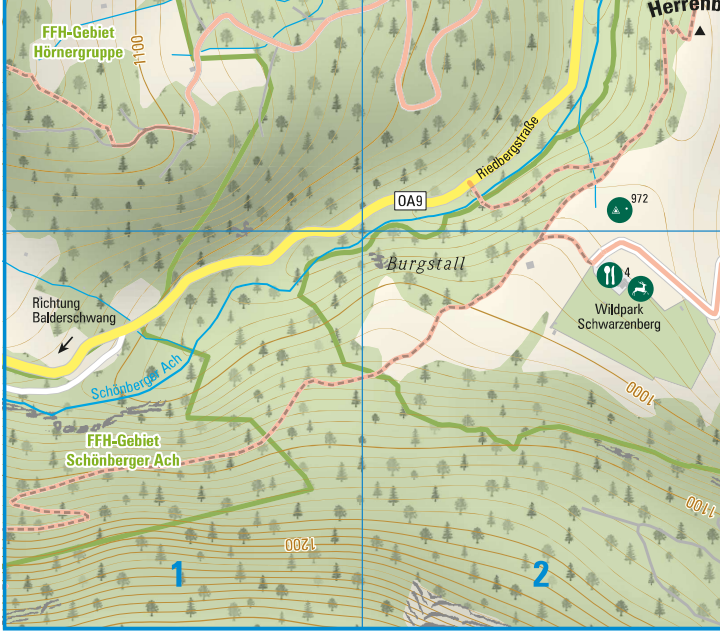 Herrenb
FFH-Gebiet
Hörnergruppe
1100
Riedbergstraße
OA9
972
Burgstall
4
Richtung
Balderschwang
Wildpark
Schwarzenberg
Schönberger Ach
1000
FFH-Gebiet
Schönberger Ach
1100
1200
1
2